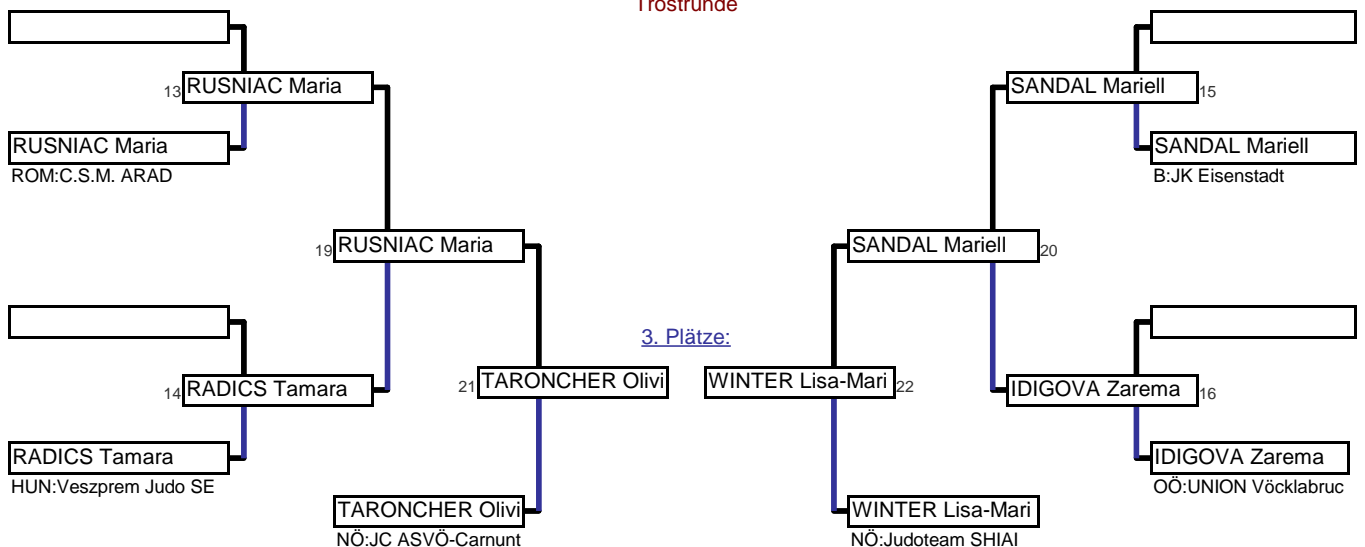 Trostrunde
13 RUSNIAC Maria
SANDAL Mariell 15
RUSNIAC Maria
ROM:C.S.M. ARAD
SANDAL Mariell
B:JK Eisenstadt
19 RUSNIAC Maria
SANDAL Mariell 20
3. Plätze:
14 RADICS Tamara
21 TARONCHER Olivi
WINTER Lisa-Mari 22
IDIGOVA Zarema 16
RADICS Tamara
HUN:Veszprem Judo SE
IDIGOVA Zarema
OÖ:UNION Vöcklabruc
TARONCHER Olivi
NÖ:JC ASVÖ-Carnunt
WINTER Lisa-Mari
NÖ:Judoteam SHIAI